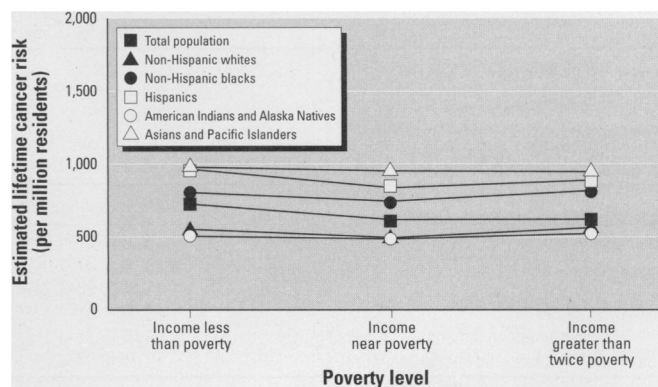 Estimated lifetime cancer risk
(per million residents)
2,000
1,500
1,000
500
0
Total population
Non-Hispanic whites
Non-Hispanic blacks
Hispanics
American Indians and Alaska Natives
Asians and Pacific Islanders
Income less
than poverty
Income
near poverty
Income
greater than
twice poverty
Poverty level